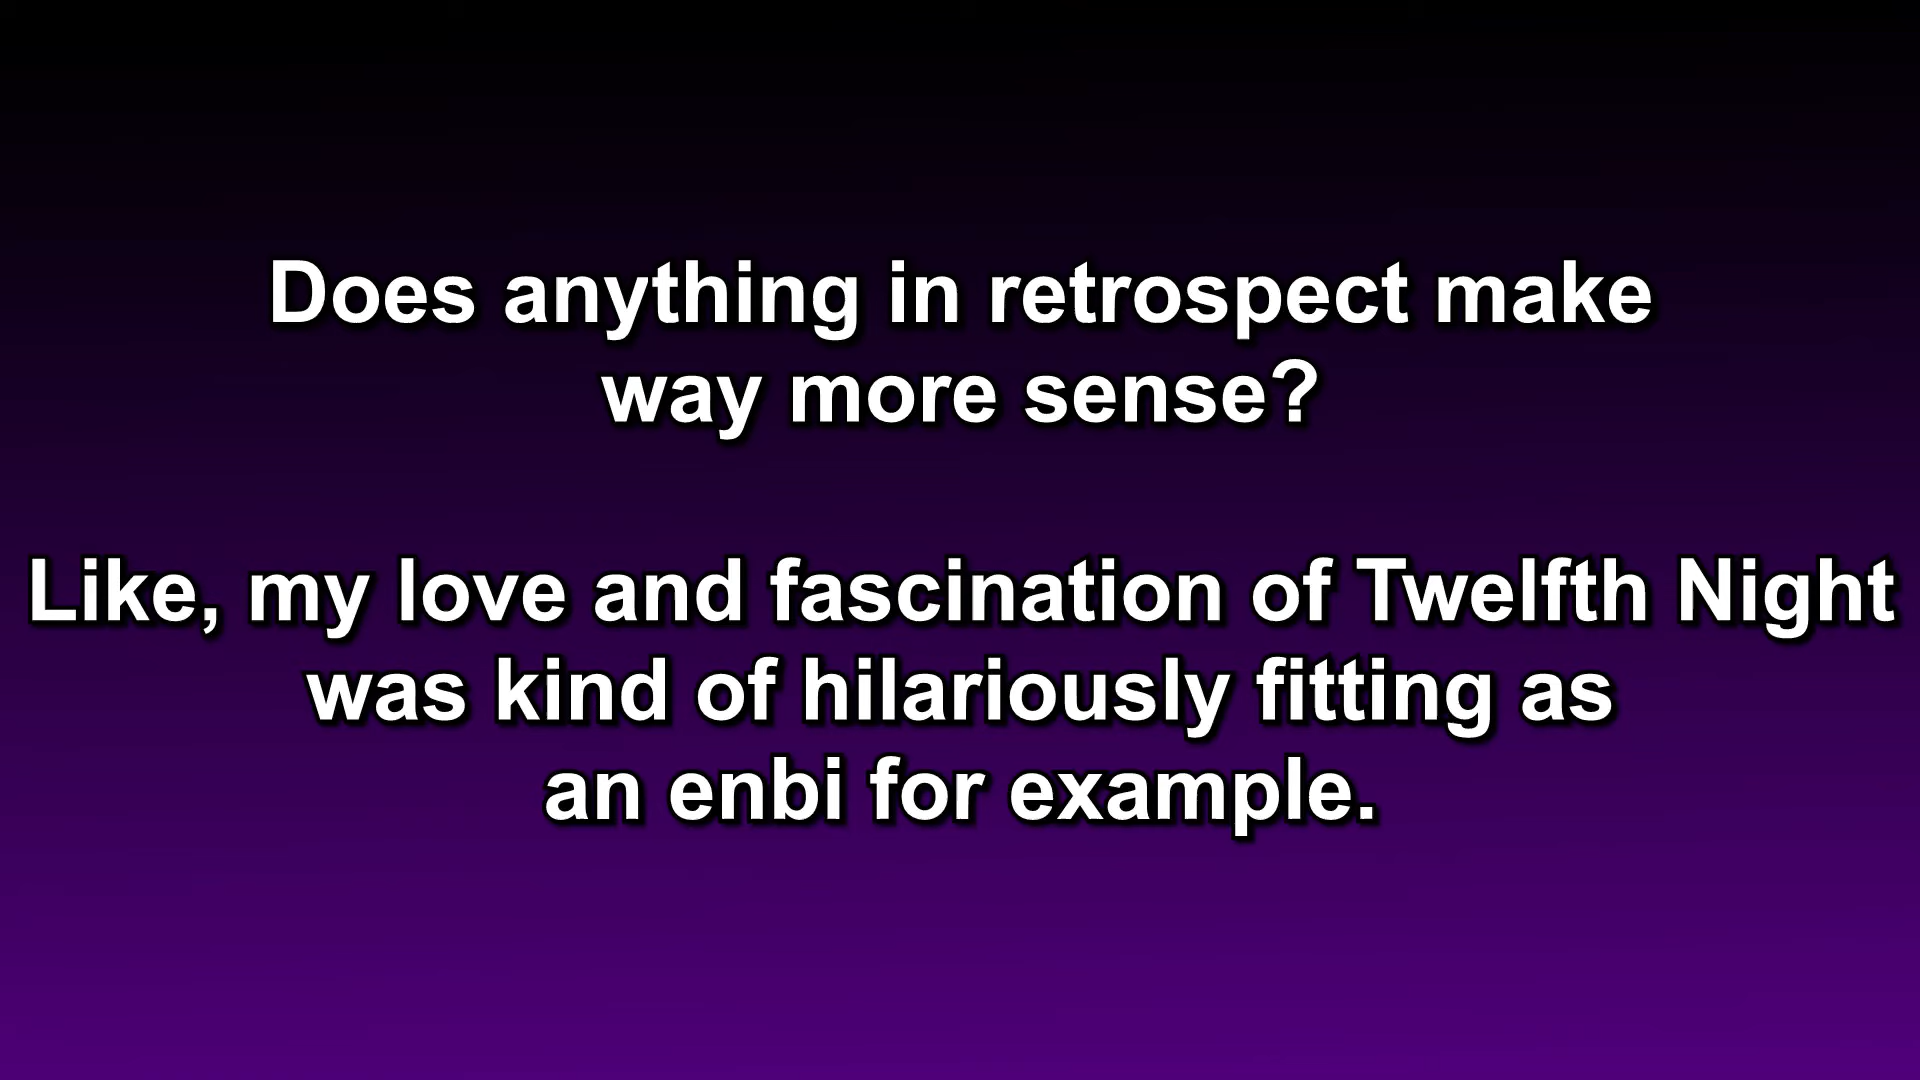 Does anything in retrospect make
way more sense?
Like, my love and fascination of Twelfth Night
was kind of hilariously fitting as
an enbi for example.